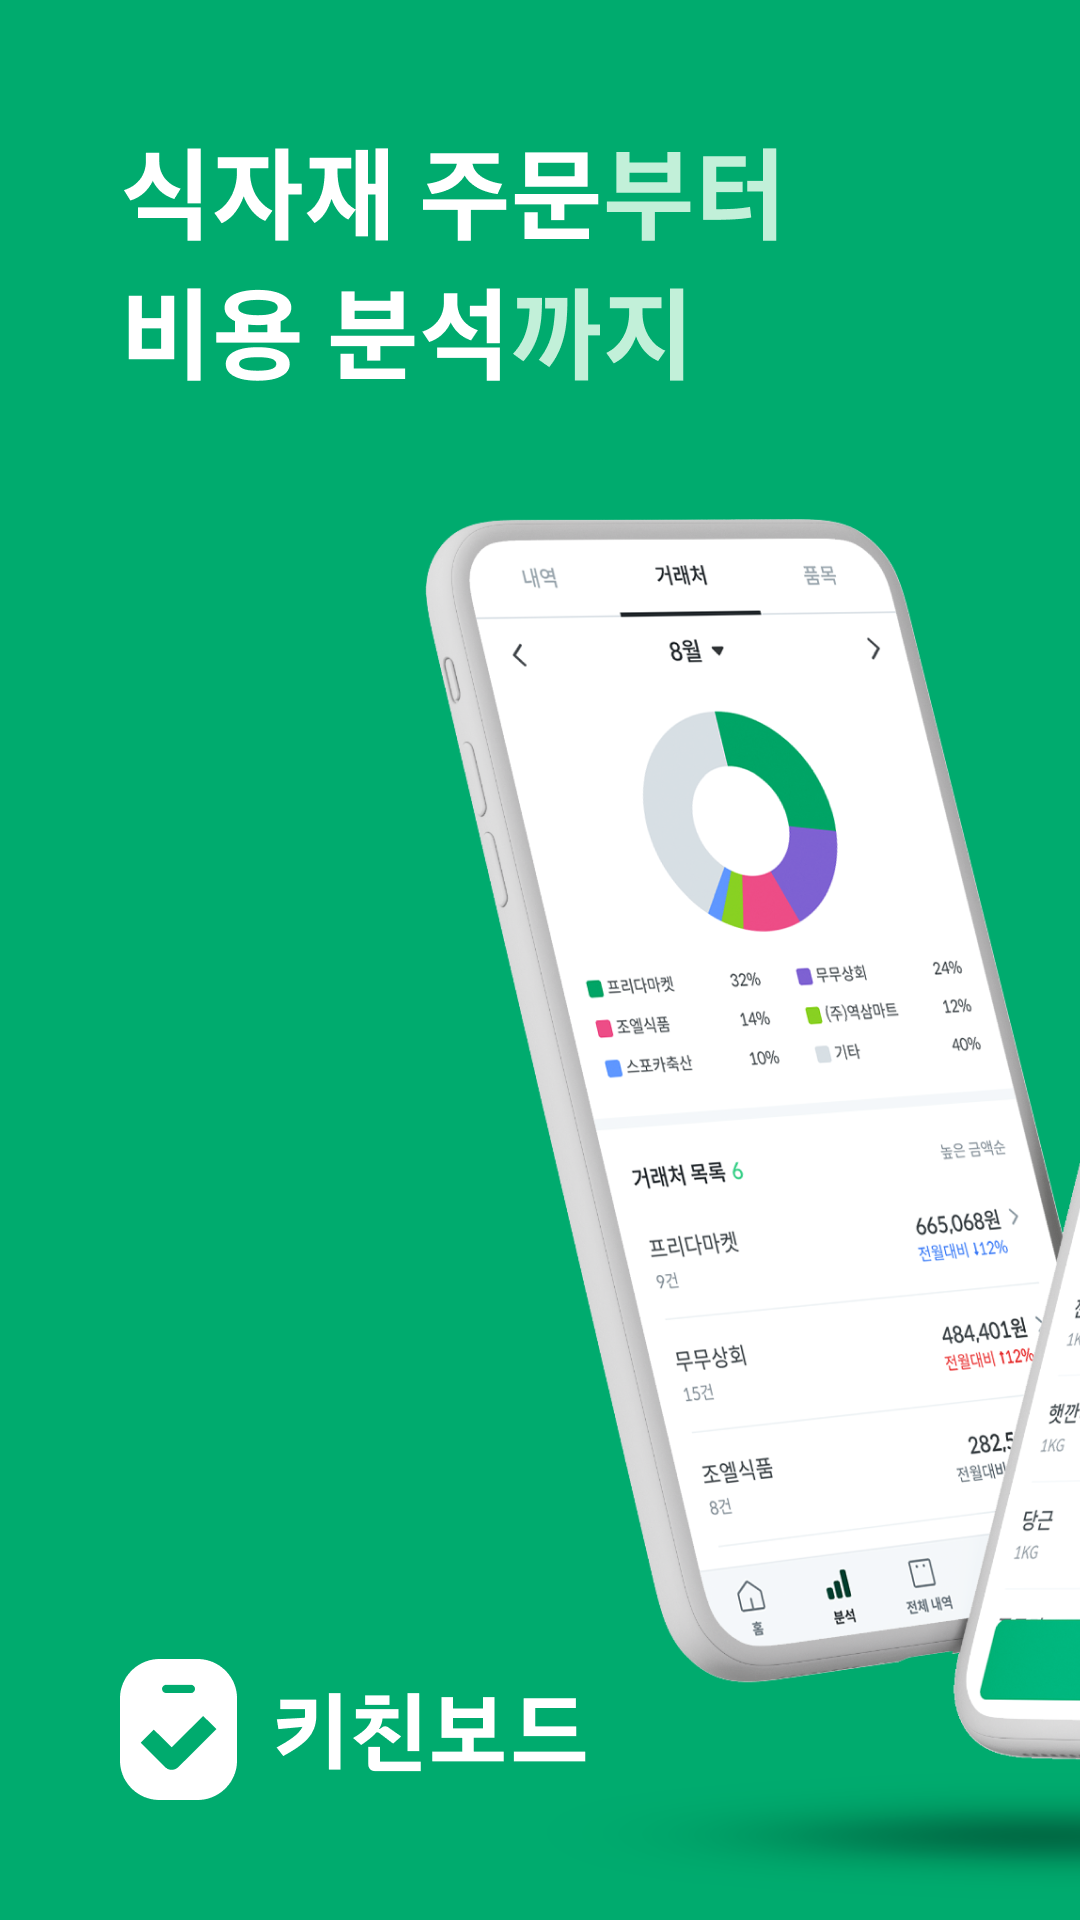 식자재 주문부터
비용 분석까지
내역 거래처 품목
8월
프리다마켓 32% 무무상회 24%
조엘식품 14% (주)역삼마트 12%
스포카축산 10% 기타 40%
거래처 목록 6 높은 금액순
프리다마켓 665,068원
9건 전월대비 ↓12%
무무상회 484,401원
15건 전월대비 ↑12%
조엘식품 282,5
8건 전월대비
홈 분석 전체 내역
1K
햇깐
1KG
당근
1KG
키친보드